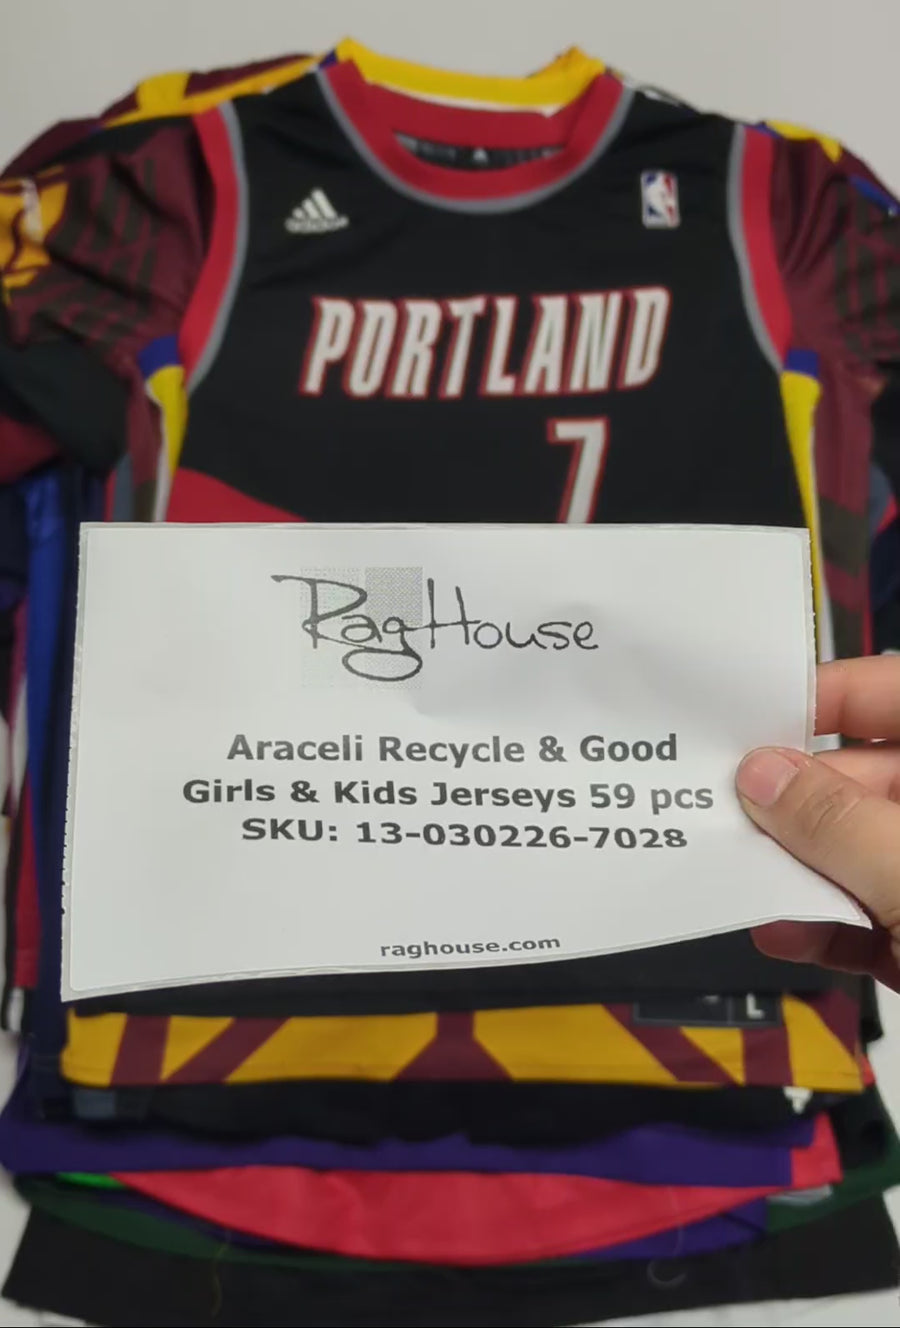 adidas
PORTLAND
7
RagHouse
Araceli Recycle & Good
Girls & Kids Jerseys 59 pcs
SKU: 13-030226-7028
raghouse.com
L